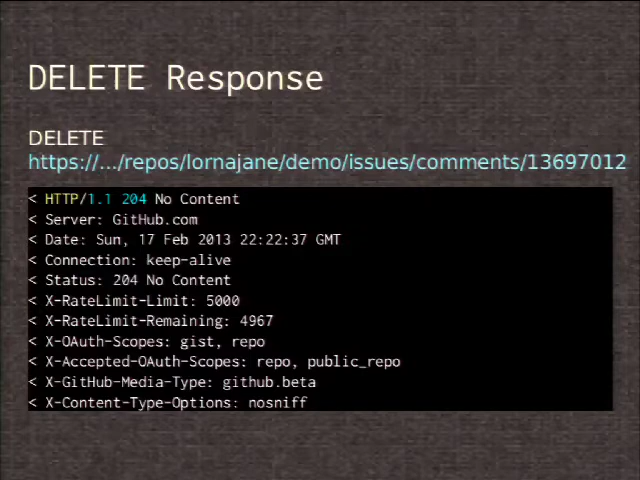 DELETE Response
DELETE
https://.../repos/lornajane/demo/issues/comments/13697012
< HTTP/1.1 204 No Content
< Server: GitHub.com
< Date: Sun, 17 Feb 2013 22:22:37 GMT
< Connection: keep-alive
< Status: 204 No Content
< X-RateLimit-Limit: 5000
< X-RateLimit-Remaining: 4967
< X-OAuth-Scopes: gist, repo
< X-Accepted-OAuth-Scopes: repo, public_repo
< X-GitHub-Media-Type: github.beta
< X-Content-Type-Options: nosniff